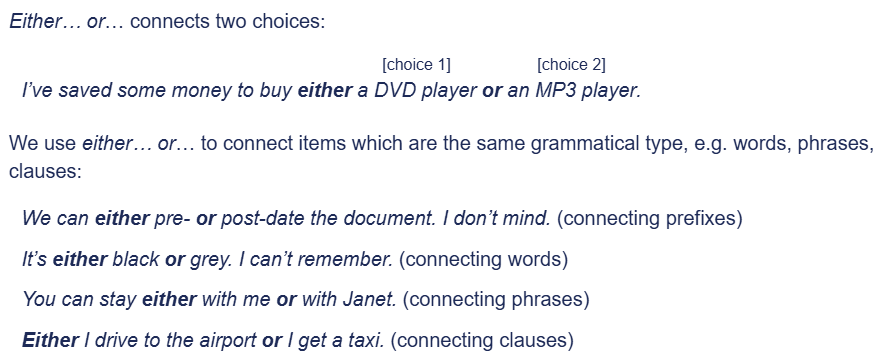 Either… or… connects two choices:
[choice 1] [choice 2]
I’ve saved some money to buy either a DVD player or an MP3 player.
We use either… or… to connect items which are the same grammatical type, e.g. words, phrases,
clauses:
We can either pre- or post-date the document. I don’t mind. (connecting prefixes)
It’s either black or grey. I can’t remember. (connecting words)
You can stay either with me or with Janet. (connecting phrases)
Either I drive to the airport or I get a taxi. (connecting clauses)